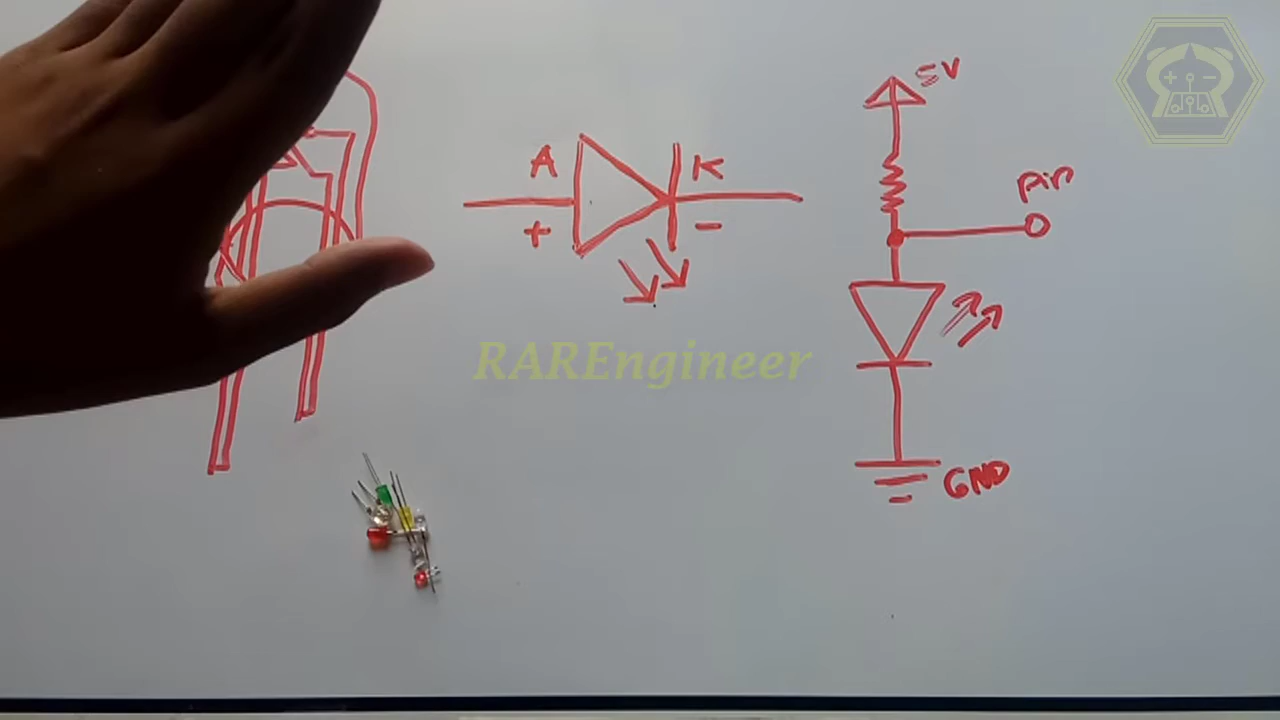 A
K
+
-
5V
Pin
GND
RAREngineer